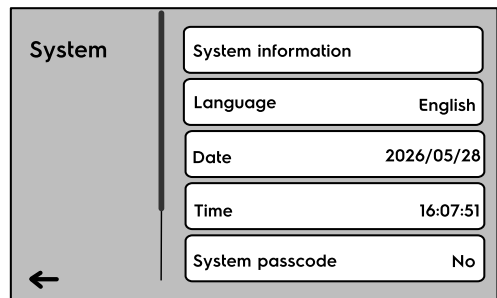 System
System information
Language English
Date 2026/05/28
Time 16:07:51
System passcode No